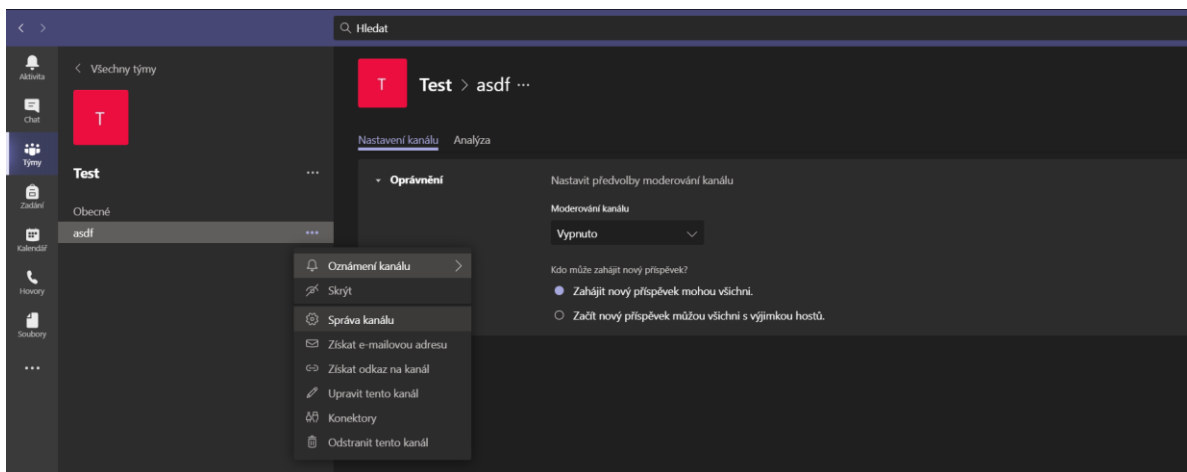 Hledat
Aktivita
Chat
Týmy
Zadání
Kalendář
Hovory
Soubory
Všechny týmy
T
Test
Obecné
asdf
Oznámení kanálu
Skrýt
Správa kanálu
Získat e-mailovou adresu
Získat odkaz na kanál
Upravit tento kanál
Konektory
Odstranit tento kanál
T
Test > asdf ...
Nastavení kanálu Analýza
Oprávnění
Nastavit předvolby moderování kanálu
Moderování kanálu
Vypnuto
Kdo může zahájit nový příspěvek?
Zahájit nový příspěvek mohou všichni.
Začít nový příspěvek můžou všichni s výjimkou hostů.